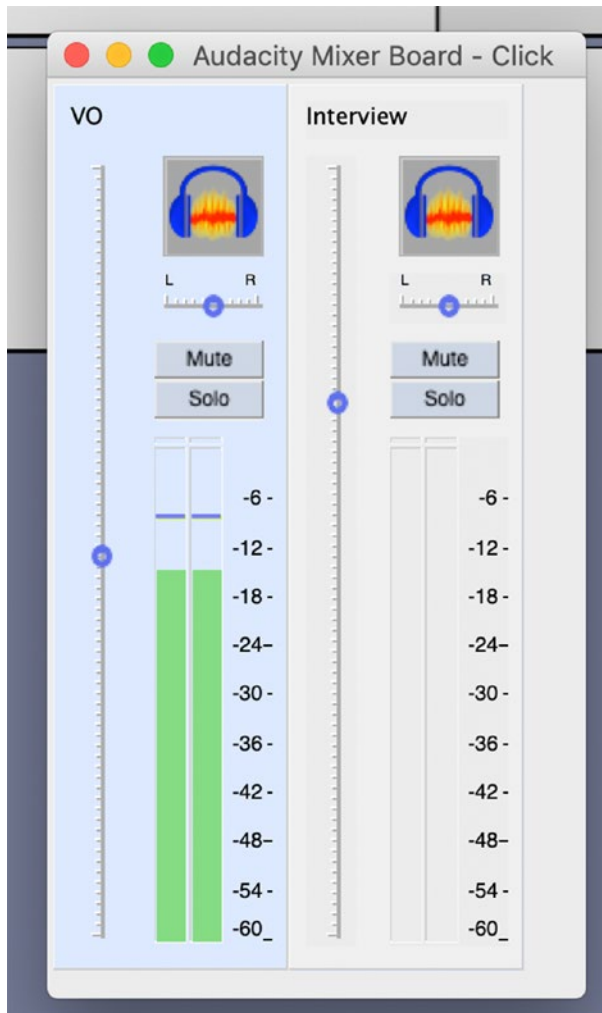 Audacity Mixer Board - Click
VO
L R
Mute
Solo
-6 -
-12 -
-18 -
-24-
-30 -
-36 -
-42 -
-48-
-54 -
-60_
Interview
L R
Mute
Solo
-6 -
-12 -
-18 -
-24-
-30 -
-36 -
-42 -
-48-
-54 -
-60_